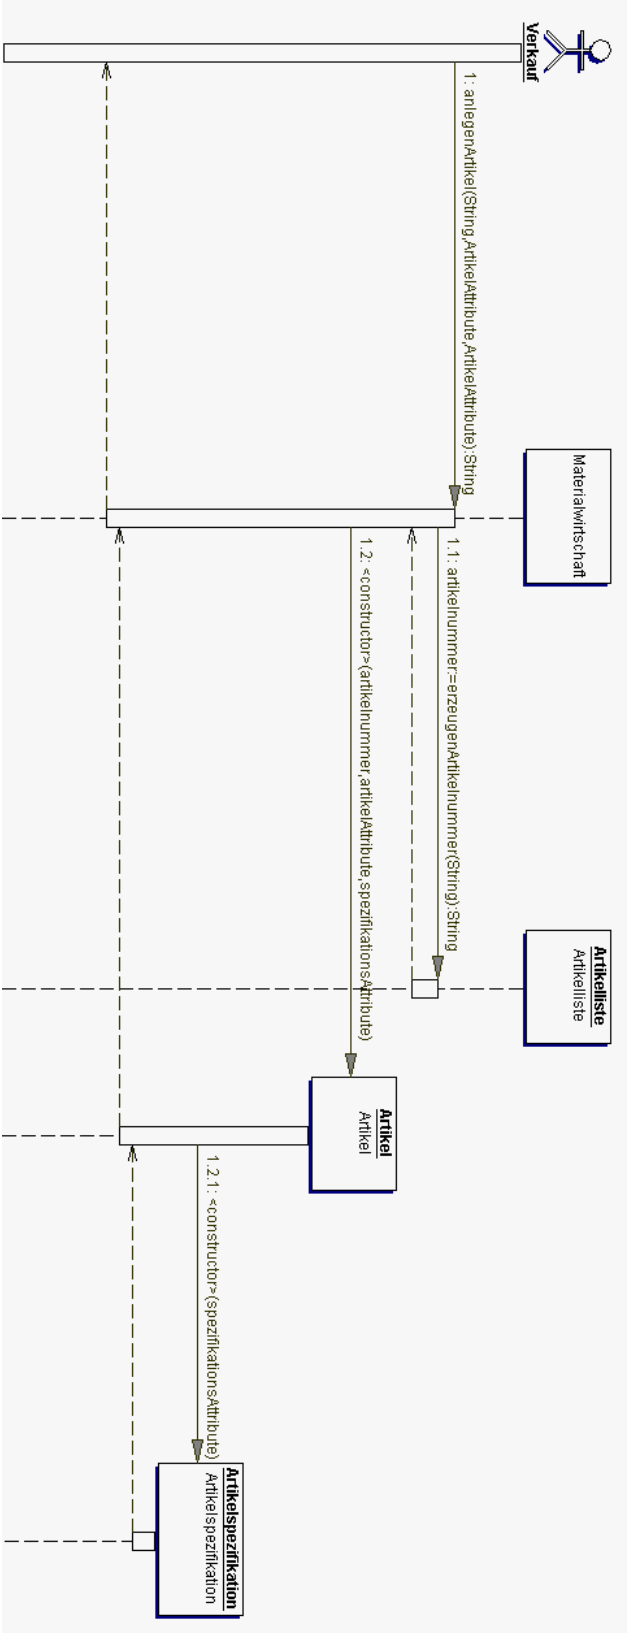 Verkauf
Materialwirtschaft
Artikelliste
Artikelliste
1: anlegenArtikel(String,ArtikelAttribute,ArtikelAttribute):String
1.1: artikelnummer:=erzeugenArtikelnummer(String):String
1.2: <constructor>(artikelnummer,artikelAttribute,spezifikationsAttribute)
Artikel
Artikel
1.2.1: <constructor>(spezifikationsAttribute)
Artikelspezifikation
Artikelspezifikation